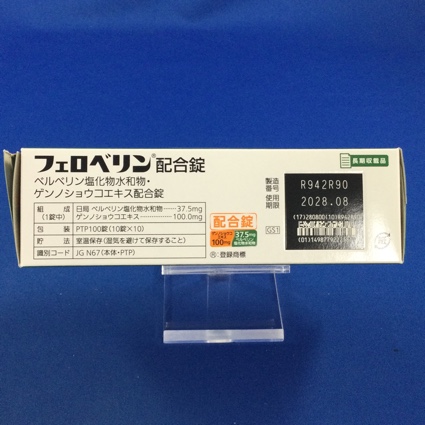 フェロベリン®配合錠
ベルベリン塩化物水和物・
ゲンノショウコエキス配合錠
組成(1錠中) 日局 ベルベリン塩化物水和物……37.5mg
ゲンノショウコエキス……100.0mg
包装 PTP100錠(10錠×10)
貯法 室温保存(湿気を避けて保存すること)
識別コード JG N67(本体・PTP)
配合錠
100mg
37.5mg
®:登録商標
長期収載品
製造番号 R942R90
使用期限 2028.08
GS1